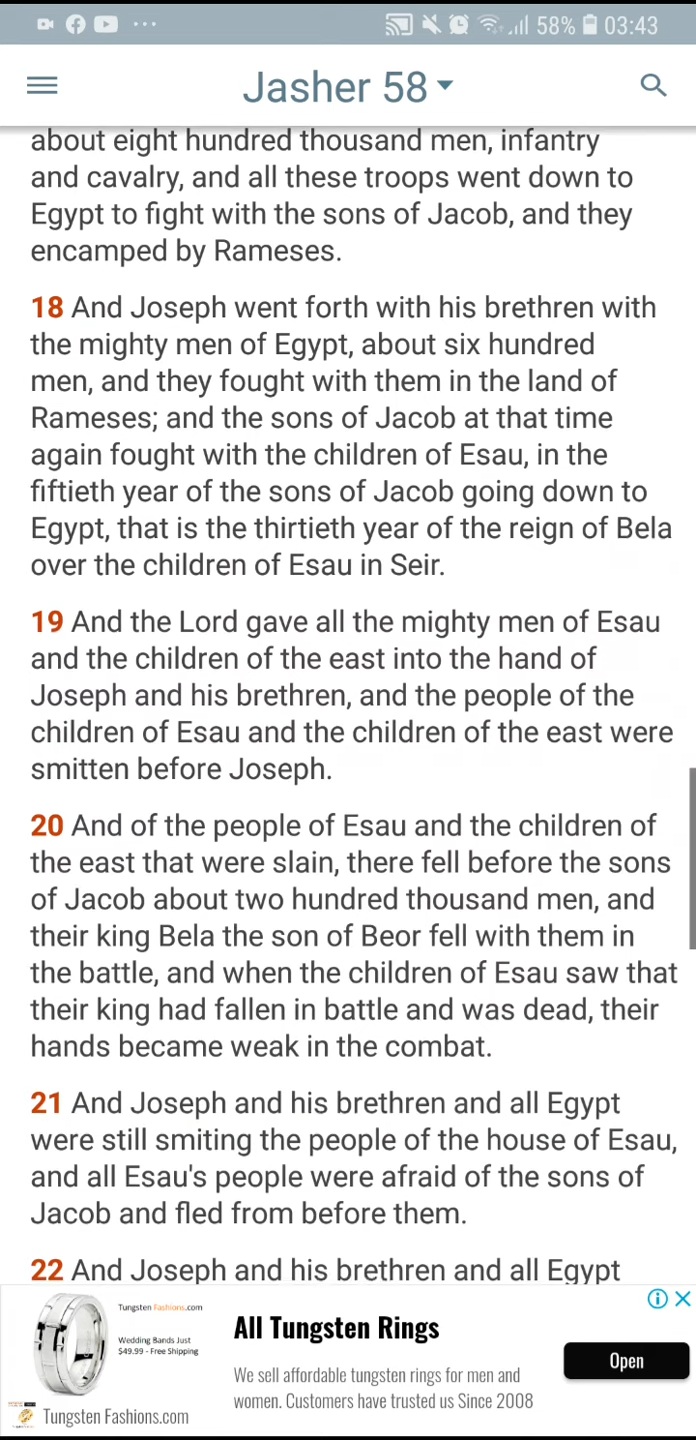 58% 03:43
Jasher 58
about eight hundred thousand men, infantry
and cavalry, and all these troops went down to
Egypt to fight with the sons of Jacob, and they
encamped by Rameses.
18 And Joseph went forth with his brethren with
the mighty men of Egypt, about six hundred
men, and they fought with them in the land of
Rameses; and the sons of Jacob at that time
again fought with the children of Esau, in the
fiftieth year of the sons of Jacob going down to
Egypt, that is the thirtieth year of the reign of Bela
over the children of Esau in Seir.
19 And the Lord gave all the mighty men of Esau
and the children of the east into the hand of
Joseph and his brethren, and the people of the
children of Esau and the children of the east were
smitten before Joseph.
20 And of the people of Esau and the children of
the east that were slain, there fell before the sons
of Jacob about two hundred thousand men, and
their king Bela the son of Beor fell with them in
the battle, and when the children of Esau saw that
their king had fallen in battle and was dead, their
hands became weak in the combat.
21 And Joseph and his brethren and all Egypt
were still smiting the people of the house of Esau,
and all Esau's people were afraid of the sons of
Jacob and fled from before them.
22 And Joseph and his brethren and all Egypt
Tungsten Fashions.com
Wedding Bands Just
$49.99 - Free Shipping
Tungsten Fashions.com
All Tungsten Rings
We sell affordable tungsten rings for men and
women. Customers have trusted us Since 2008
Open